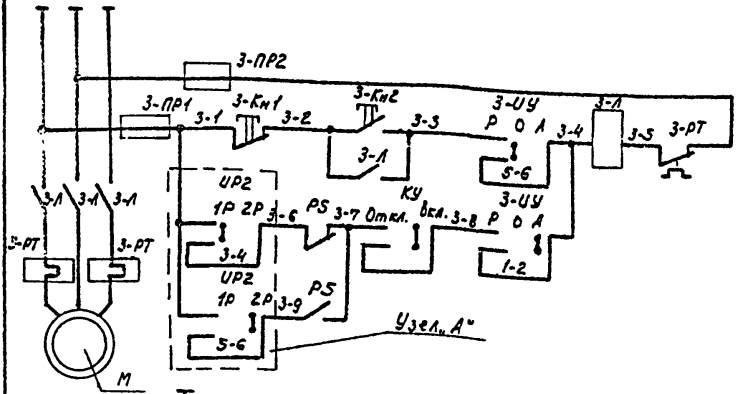 3-ПР2
3-ПР1
3-1
3-Кн1
3-2
3-Кн2
3-3
3-Л
3-УУ
Р О А
5-6
3-4
3-Л
3-5
3-РТ
3-Л
3-Л
3-Л
3-РТ
3-РТ
УР2
1Р 2Р
3-4
3-6
Р5
3-7
КУ
Откл.
Вкл.
3-8
3-УУ
Р О А
1-2
УР2
1Р 2Р
5-6
3-9
Р5
Узел „А"
М